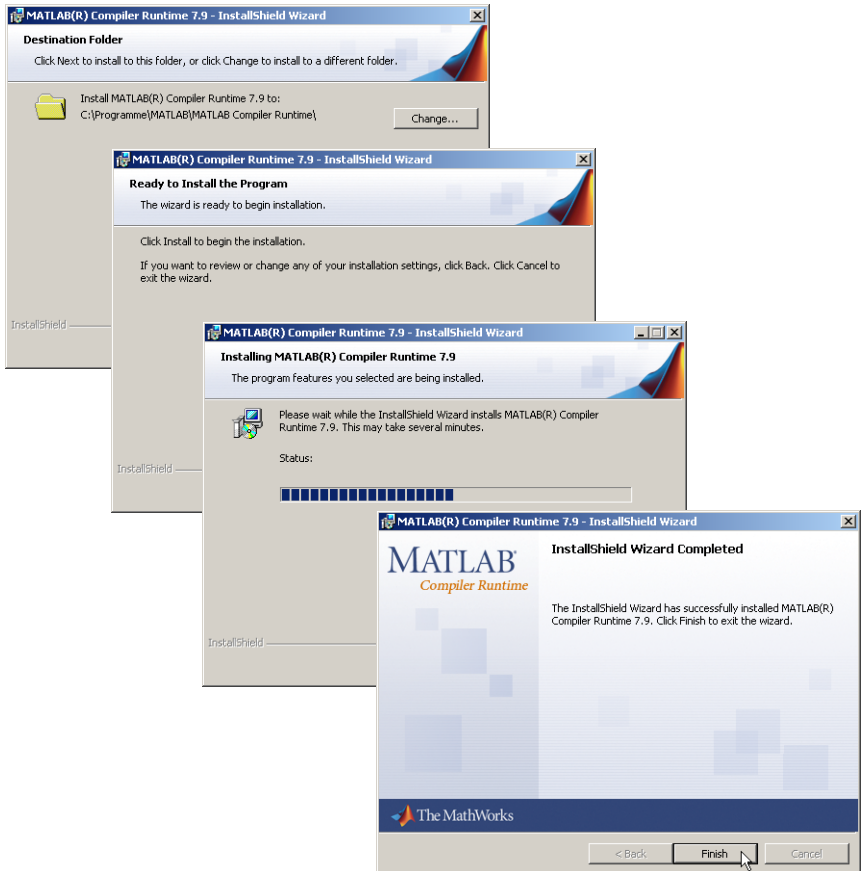 MATLAB(R) Compiler Runtime 7.9 - InstallShield Wizard
Destination Folder
Click Next to install to this folder, or click Change to install to a different folder.
Install MATLAB(R) Compiler Runtime 7.9 to:
C:\Programme\MATLAB\MATLAB Compiler Runtime\
Change...
InstallShield
MATLAB(R) Compiler Runtime 7.9 - InstallShield Wizard
Ready to Install the Program
The wizard is ready to begin installation.
Click Install to begin the installation.
If you want to review or change any of your installation settings, click Back. Click Cancel to
exit the wizard.
InstallShield
MATLAB(R) Compiler Runtime 7.9 - InstallShield Wizard
Installing MATLAB(R) Compiler Runtime 7.9
The program features you selected are being installed.
Please wait while the InstallShield Wizard installs MATLAB(R) Compiler
Runtime 7.9. This may take several minutes.
Status:
InstallShield
MATLAB(R) Compiler Runtime 7.9 - InstallShield Wizard
MATLAB®
Compiler Runtime
InstallShield Wizard Completed
The InstallShield Wizard has successfully installed MATLAB(R)
Compiler Runtime 7.9. Click Finish to exit the wizard.
The MathWorks
< Back
Finish
Cancel